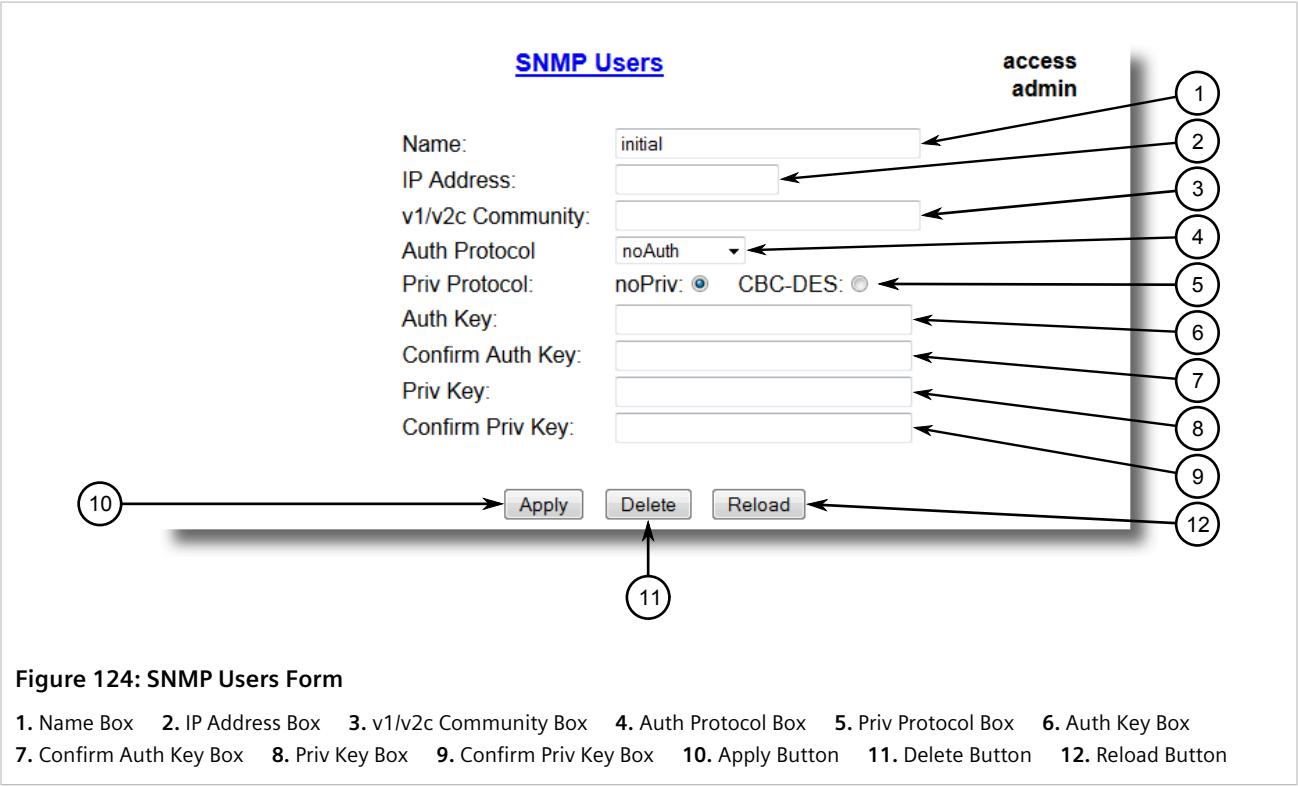 SNMP Users
access
admin
Name: initial
IP Address:
v1/v2c Community:
Auth Protocol noAuth
Priv Protocol: noPriv: CBC-DES:
Auth Key:
Confirm Auth Key:
Priv Key:
Confirm Priv Key:
Apply Delete Reload
1
2
3
4
5
6
7
8
9
10
12
11
Figure 124: SNMP Users Form
1. Name Box 2. IP Address Box 3. v1/v2c Community Box 4. Auth Protocol Box 5. Priv Protocol Box 6. Auth Key Box
7. Confirm Auth Key Box 8. Priv Key Box 9. Confirm Priv Key Box 10. Apply Button 11. Delete Button 12. Reload Button